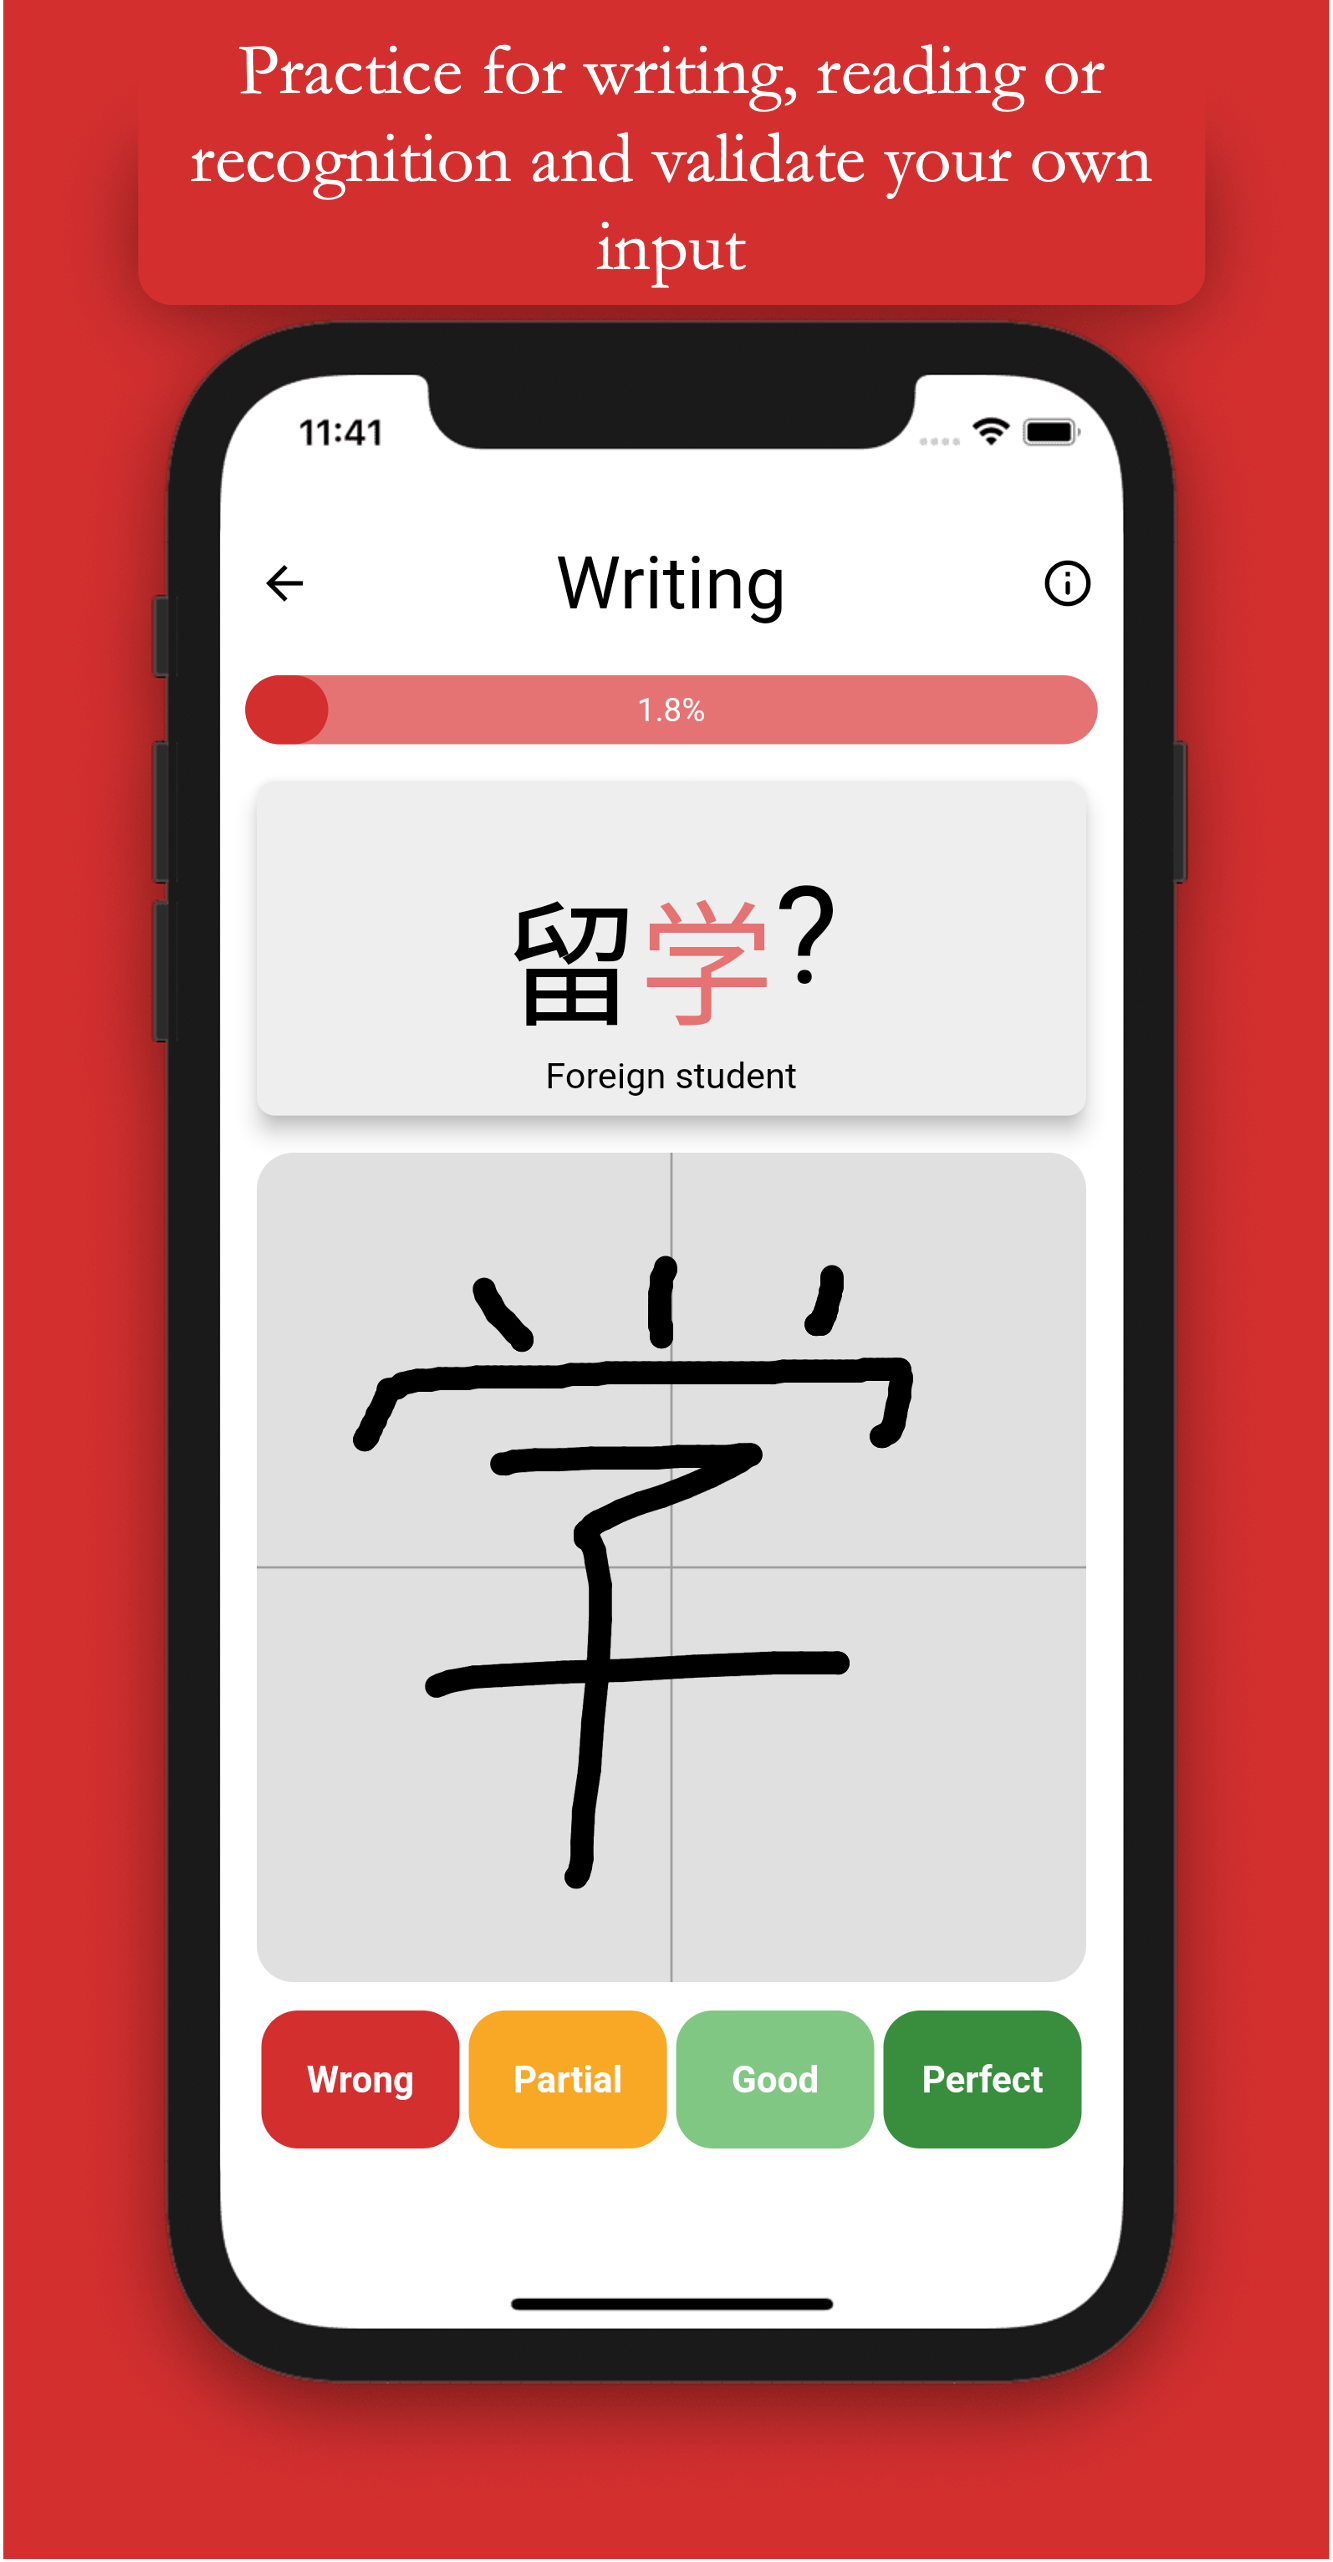 Practice for writing, reading or
recognition and validate your own
input
11:41
Writing
1.8%
留学?
Foreign student
学
Wrong Partial Good Perfect